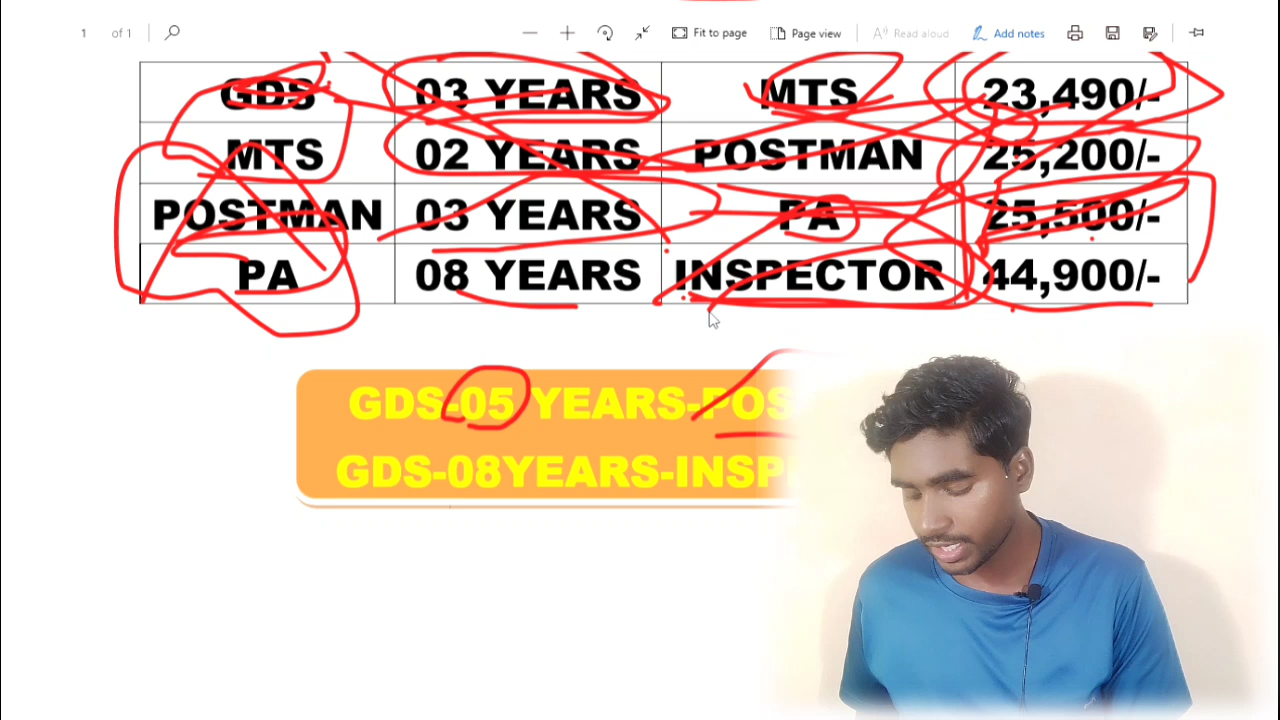 1 of 1 Fit to page Page view Read aloud Add notes
GDS 03 YEARS MTS 23,490/-
MTS 02 YEARS POSTMAN 25,200/-
POSTMAN 03 YEARS PA 25,500/-
PA 08 YEARS INSPECTOR 44,900/-
GDS-05 YEARS-POS
GDS-08YEARS-INSP